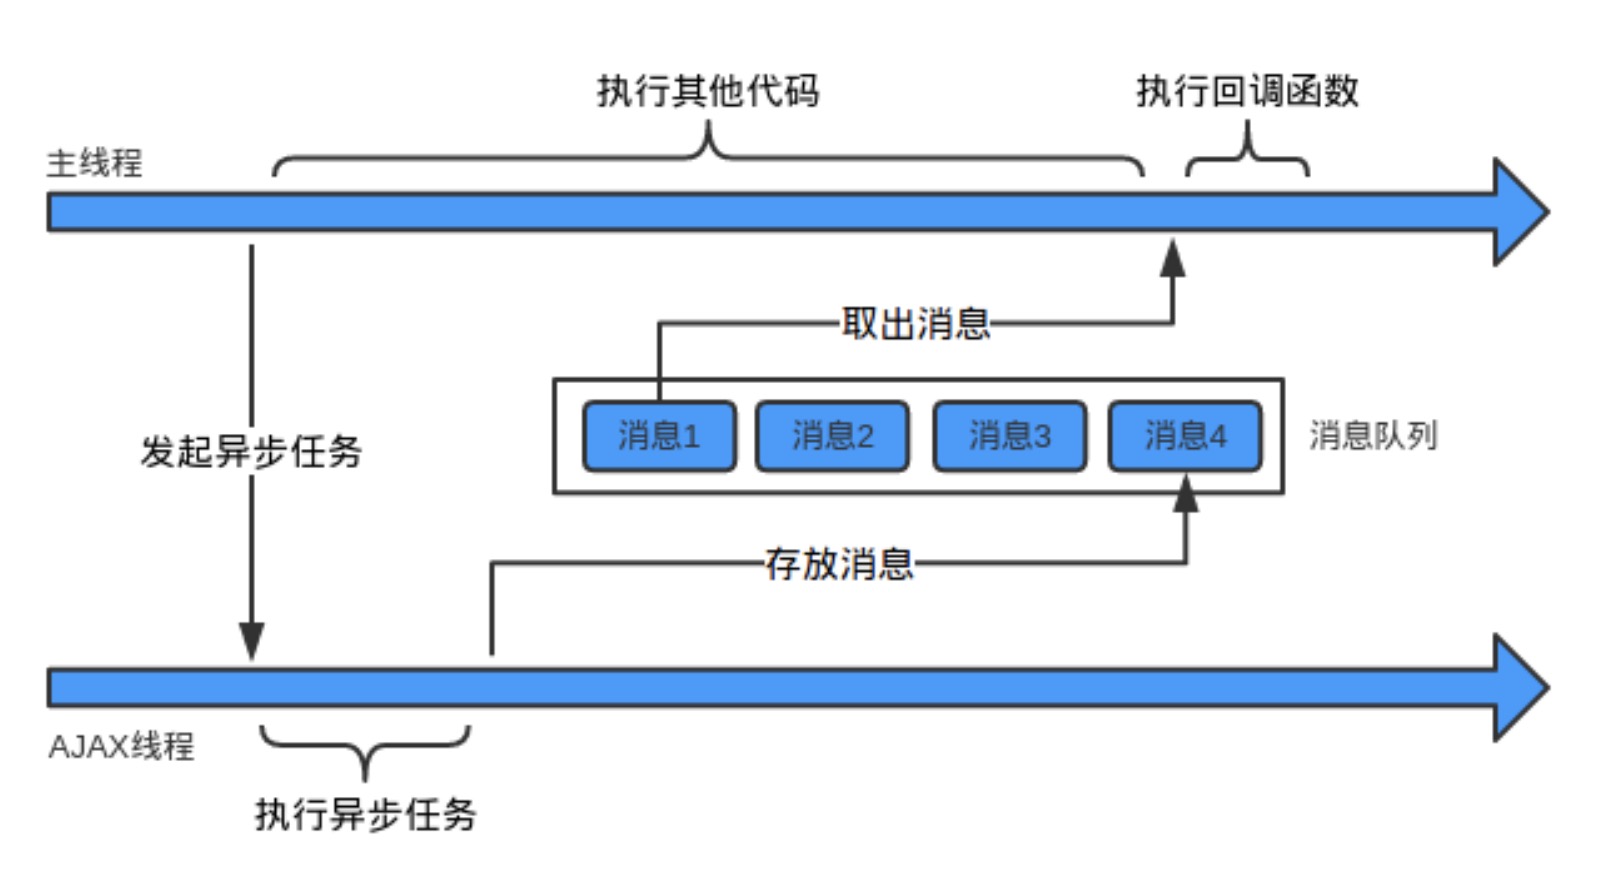 执行其他代码
执行回调函数
主线程
取出消息
消息1
消息2
消息3
消息4
消息队列
发起异步任务
存放消息
AJAX线程
执行异步任务